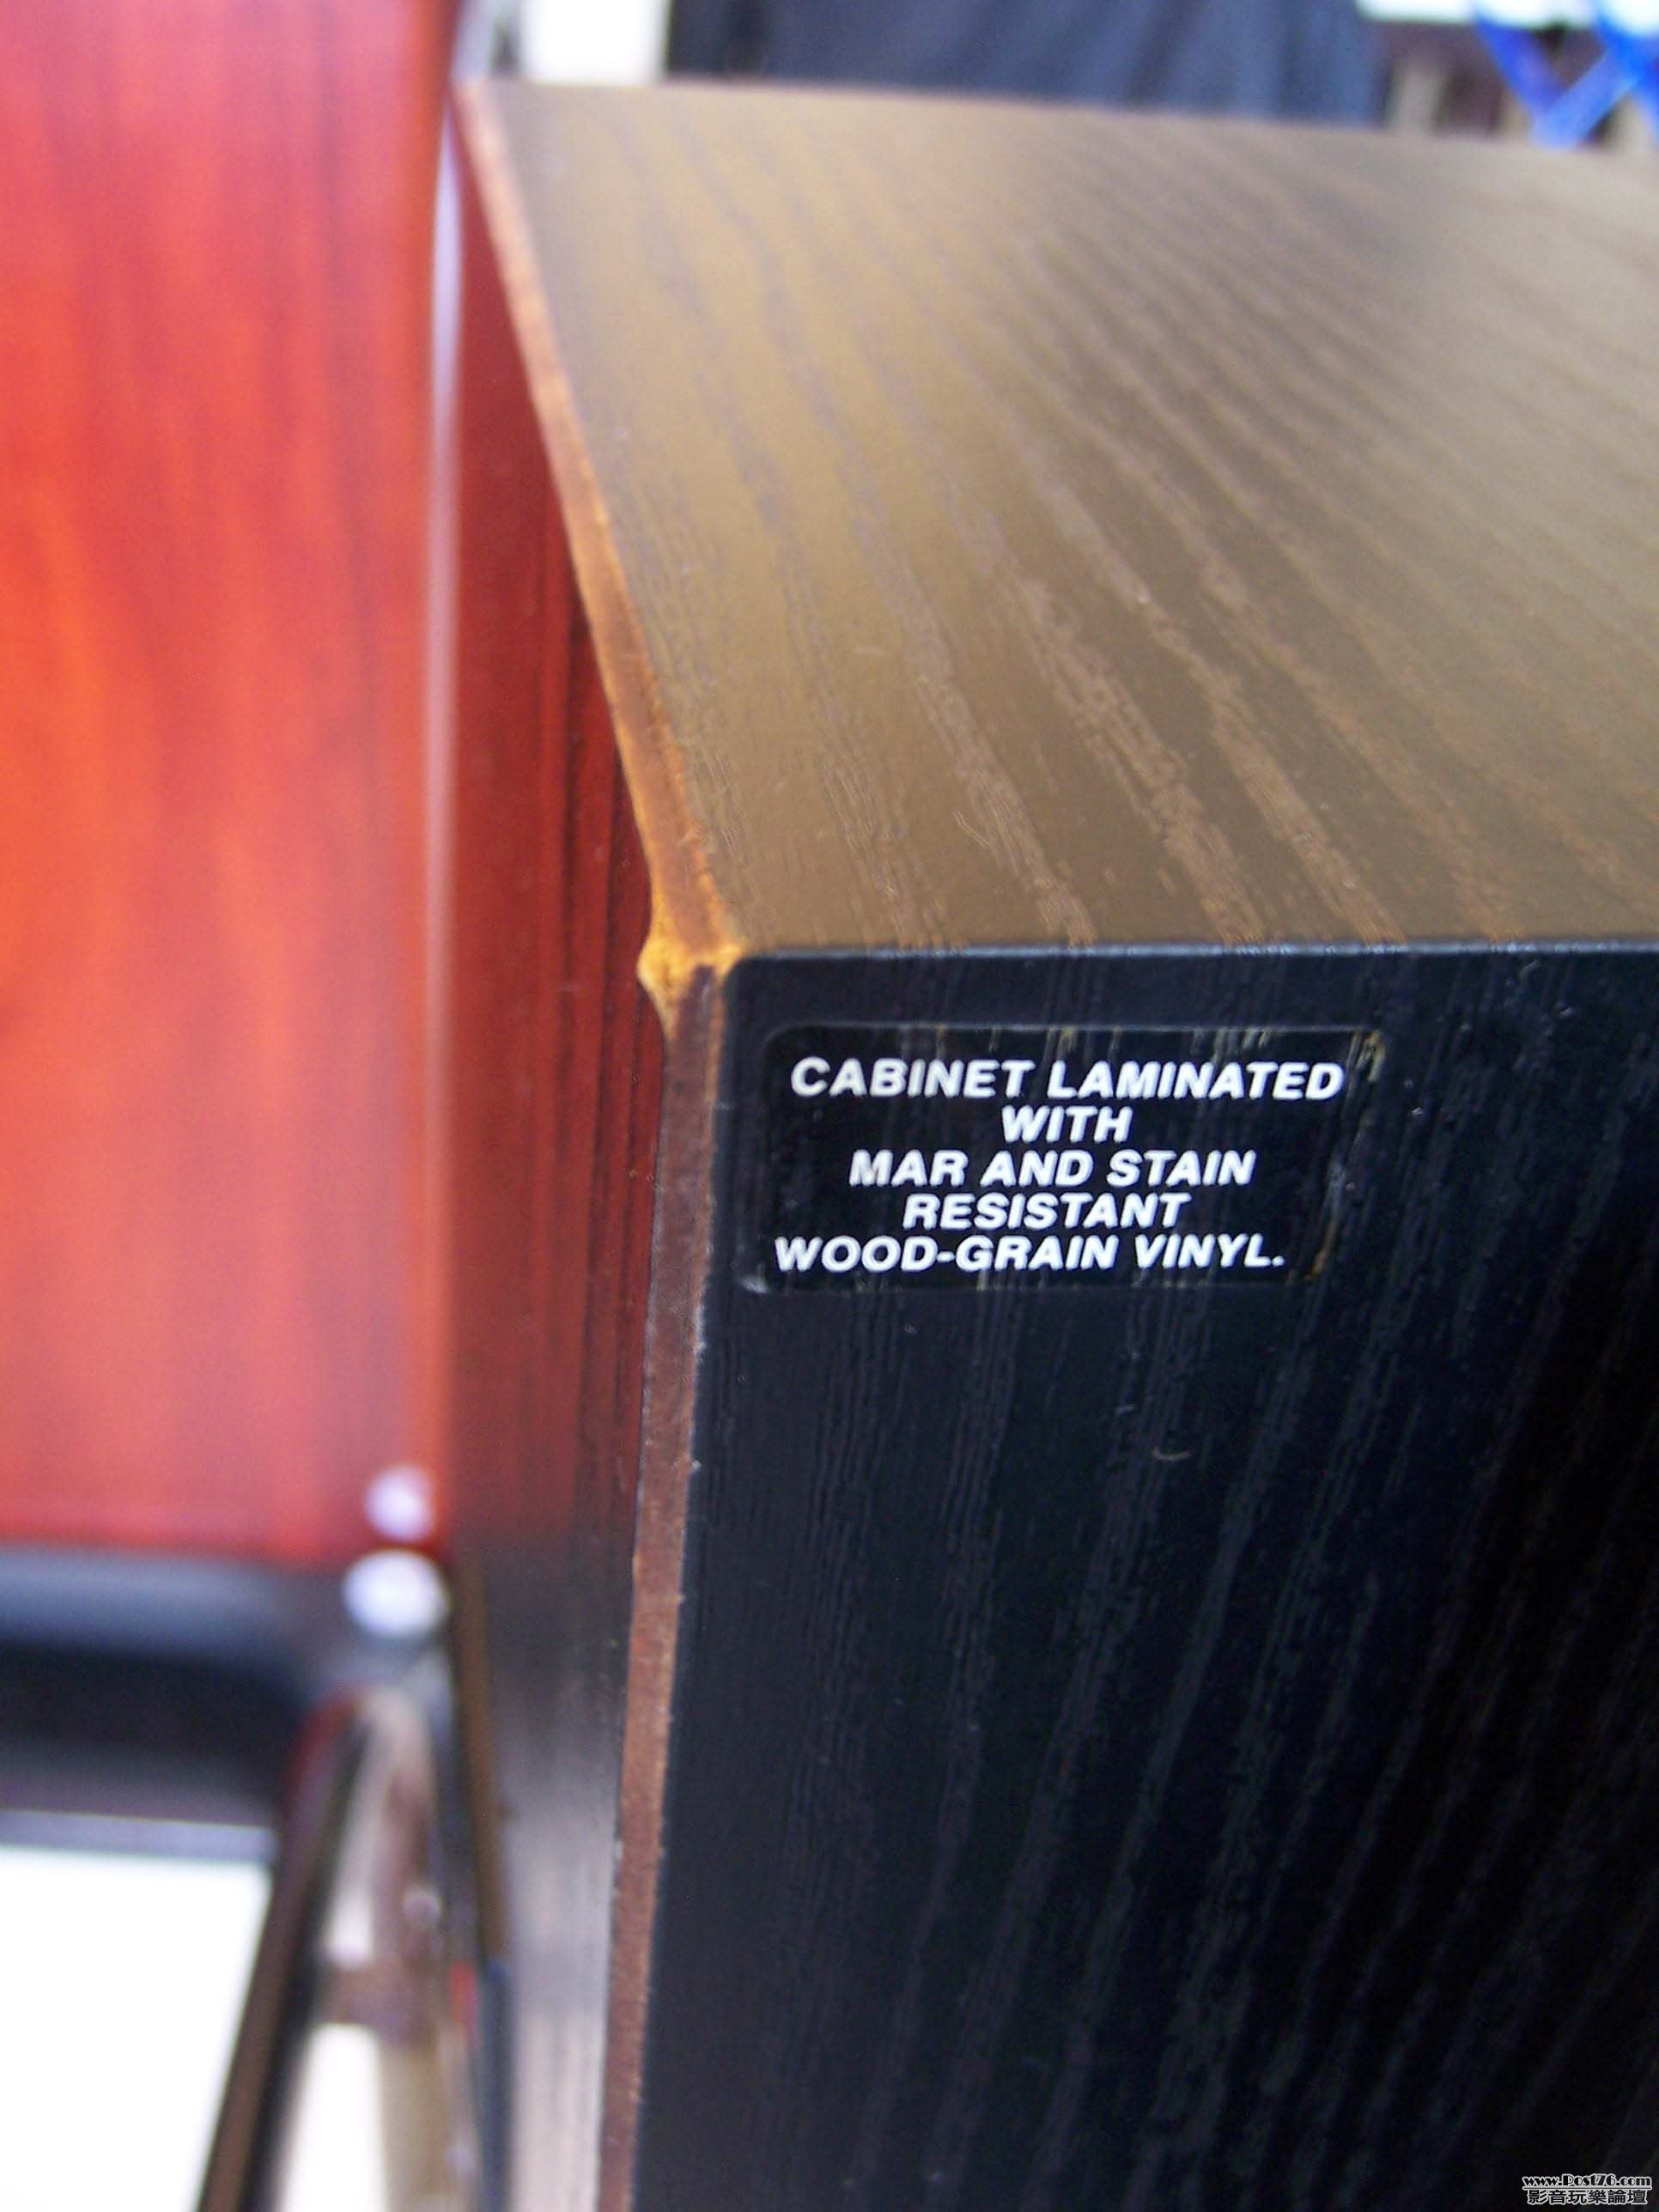 CABINET LAMINATED
WITH
MAR AND STAIN
RESISTANT
WOOD-GRAIN VINYL.
www.Post76.com
影音玩樂論壇